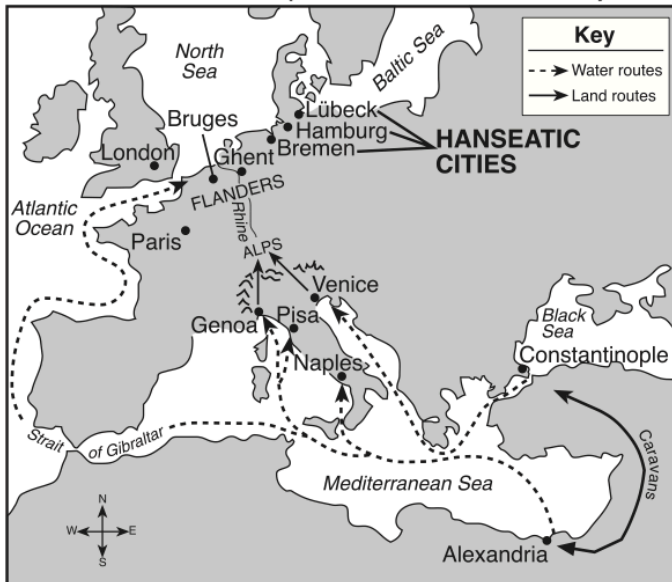 Key
Water routes
Land routes
North
Sea
Baltic Sea
Lübeck
Hamburg
Bremen
HANSEATIC
CITIES
Bruges
London
Ghent
FLANDERS
Rhine
Atlantic
Ocean
Paris
ALPS
Venice
Genoa
Pisa
Naples
Black
Sea
Constantinople
Strait of Gibraltar
Mediterranean Sea
Caravans
Alexandria
N
W
E
S